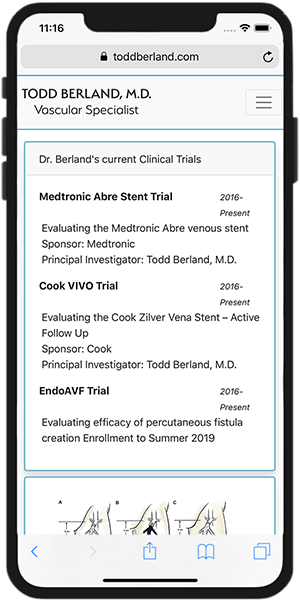 11:16
toddberland.com
TODD BERLAND, M.D.
Vascular Specialist
Dr. Berland's current Clinical Trials
Medtronic Abre Stent Trial 2016-
Present
Evaluating the Medtronic Abre venous stent
Sponsor: Medtronic
Principal Investigator: Todd Berland, M.D.
Cook VIVO Trial 2016-
Present
Evaluating the Cook Zilver Vena Stent – Active
Follow Up
Sponsor: Cook
Principal Investigator: Todd Berland, M.D.
EndoAVF Trial 2016-
Present
Evaluating efficacy of percutaneous fistula
creation Enrollment to Summer 2019
A B C